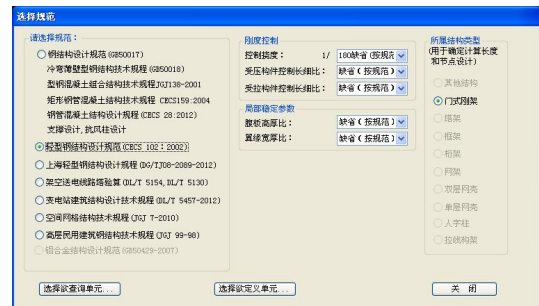 选择规范
请选择规范：
钢结构设计规范(GB50017)
冷弯薄壁型钢结构技术规程(GB50018)
型钢混凝土组合结构技术规程JGJ138-2001
矩形钢管混凝土结构技术规程 CECS159:2004
钢管混凝土结构设计规程(CECS 28:2012)
支撑设计,抗风柱设计
轻型钢结构设计规范(CECS 102：2002)
上海轻型钢结构设计规程(DG/TJ08-2089-2012)
架空送电线路塔验算(DL/T 5154,DL/T 5130)
变电站建筑结构设计技术规程(DL/T 5457-2012)
空间网格结构技术规程(JGJ 7-2010)
高层民用建筑钢结构技术规程(JGJ 99-98)
铝合金结构设计规范(GB50429-2007)
刚度控制
控制挠度： 1/ 180缺省(按规范
受压构件控制长细比： 缺省(按规范)
受拉构件控制长细比： 缺省(按规范)
局部稳定参数
腹板高厚比： 缺省(按规范)
翼缘宽厚比： 缺省(按规范)
所属结构类型
(用于确定计算长度
和节点设计)
其他结构
门式刚架
塔架
框架
桁架
网架
双层网壳
单层网壳
人字柱
拉线构架
选择欲查询单元...
选择欲定义单元...
关 闭